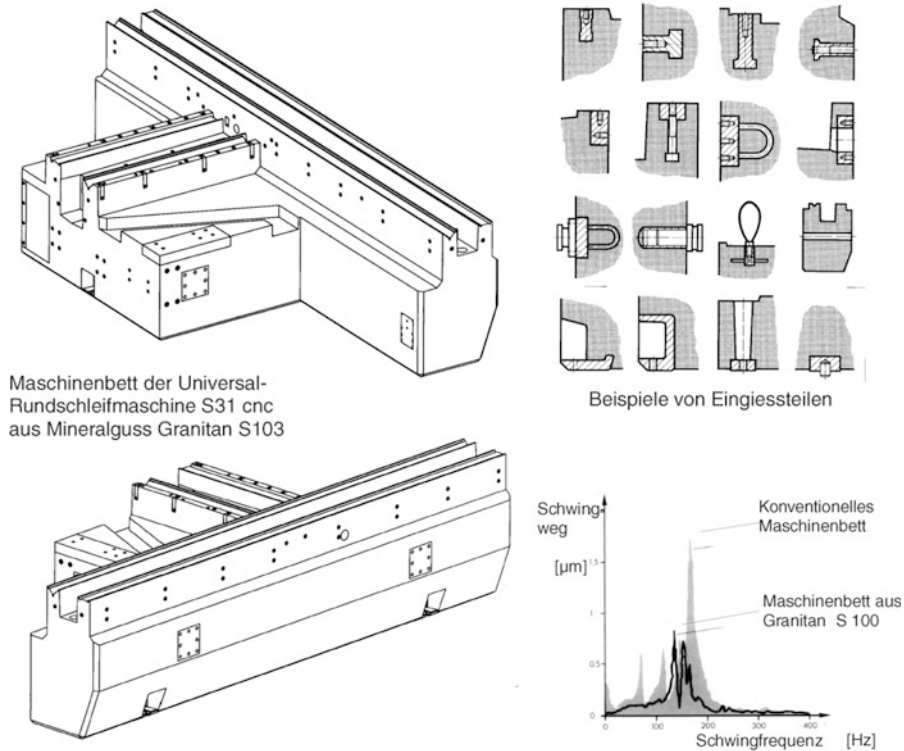 Maschinenbett der Universal-
Rundschleifmaschine S31 cnc
aus Mineralguss Granitan S103
Beispiele von Eingiessteilen
Schwing-
weg
[µm]
Konventionelles
Maschinenbett
Maschinenbett aus
Granitan S 100
1,5
1
0,5
0
0
100
200
300
400
Schwingfrequenz [Hz]